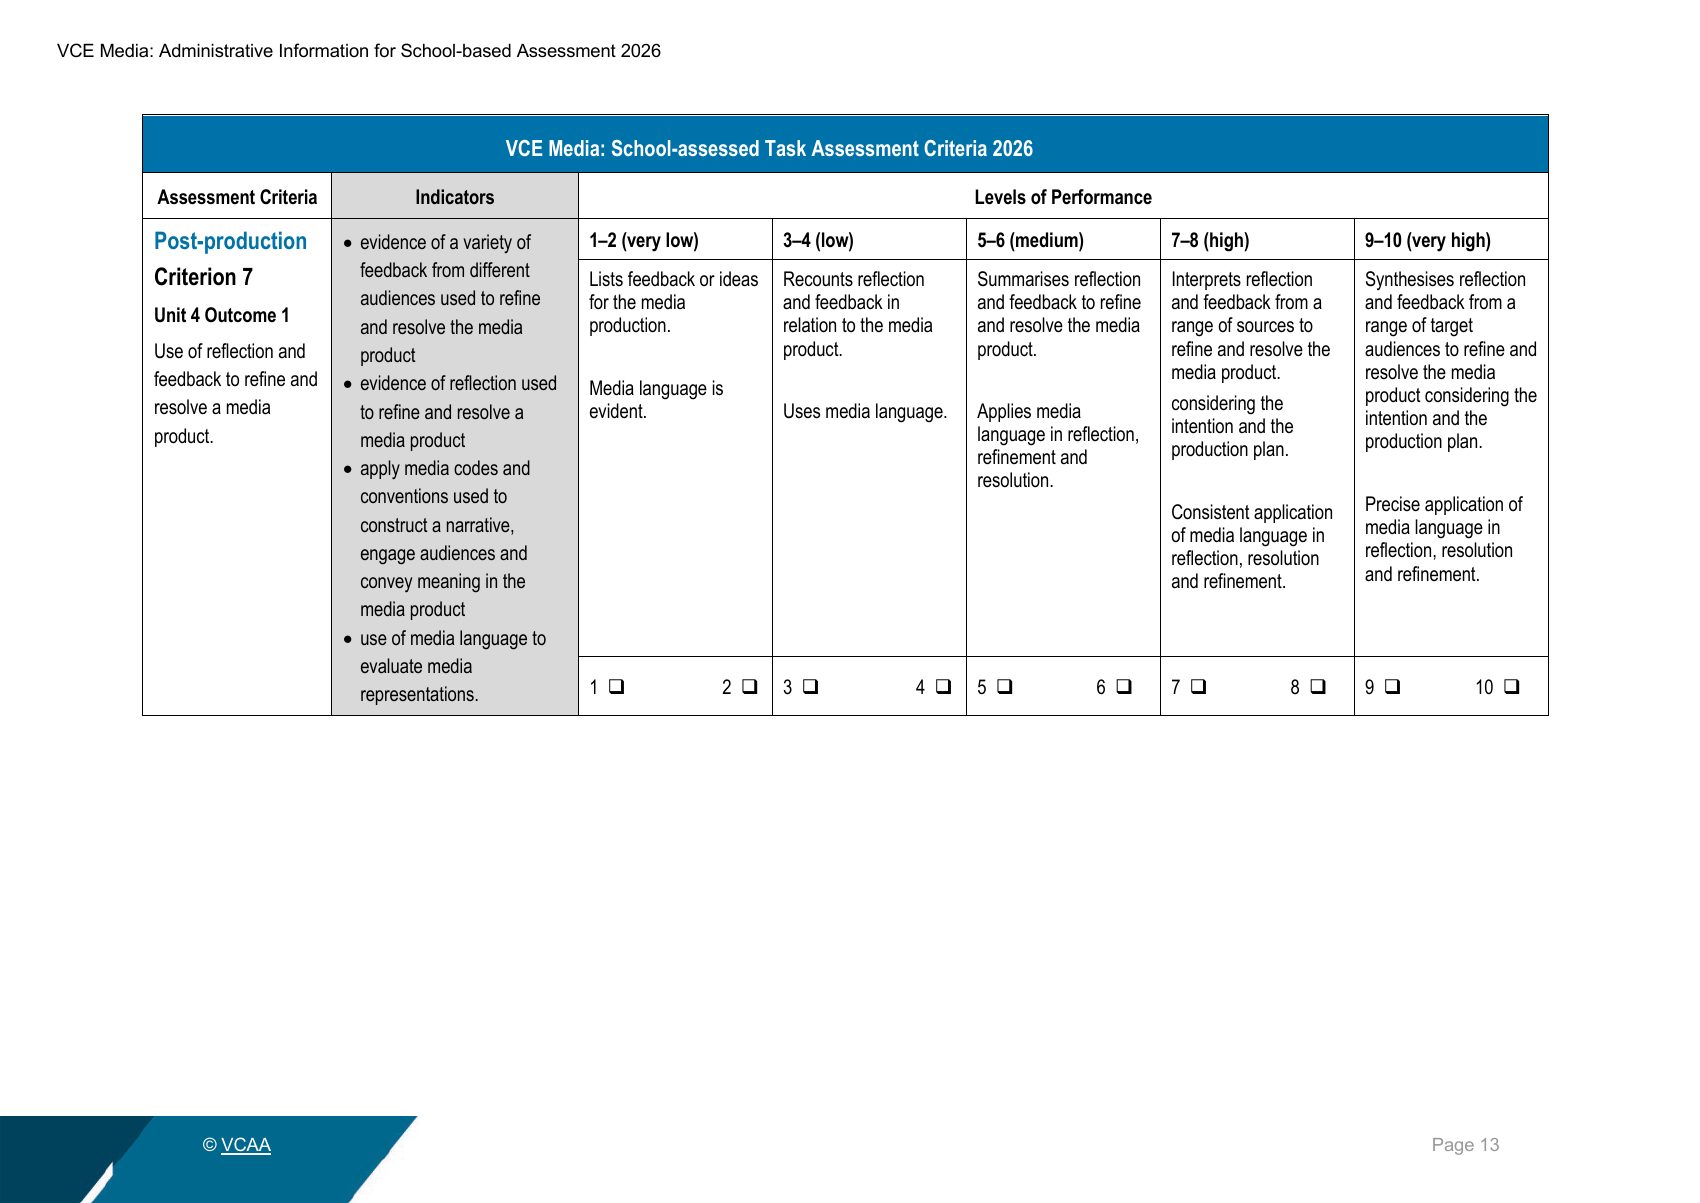 VCE Media: Administrative Information for School-based Assessment 2026
VCE Media: School-assessed Task Assessment Criteria 2026
Assessment Criteria
Indicators
Levels of Performance
Post-production
Criterion 7
Unit 4 Outcome 1
Use of reflection and
feedback to refine and
resolve a media
product.
• evidence of a variety of
feedback from different
audiences used to refine
and resolve the media
product
• evidence of reflection used
to refine and resolve a
media product
• apply media codes and
conventions used to
construct a narrative,
engage audiences and
convey meaning in the
media product
• use of media language to
evaluate media
representations.
1–2 (very low)
Lists feedback or ideas
for the media
production.
Media language is
evident.
1 ❑ 2 ❑
3–4 (low)
Recounts reflection
and feedback in
relation to the media
product.
Uses media language.
3 ❑ 4 ❑
5–6 (medium)
Summarises reflection
and feedback to refine
and resolve the media
product.
Applies media
language in reflection,
refinement and
resolution.
5 ❑ 6 ❑
7–8 (high)
Interprets reflection
and feedback from a
range of sources to
refine and resolve the
media product.
considering the
intention and the
production plan.
Consistent application
of media language in
reflection, resolution
and refinement.
7 ❑ 8 ❑
9–10 (very high)
Synthesises reflection
and feedback from a
range of target
audiences to refine and
resolve the media
product considering the
intention and the
production plan.
Precise application of
media language in
reflection, resolution
and refinement.
9 ❑ 10 ❑
© VCAA
Page 13